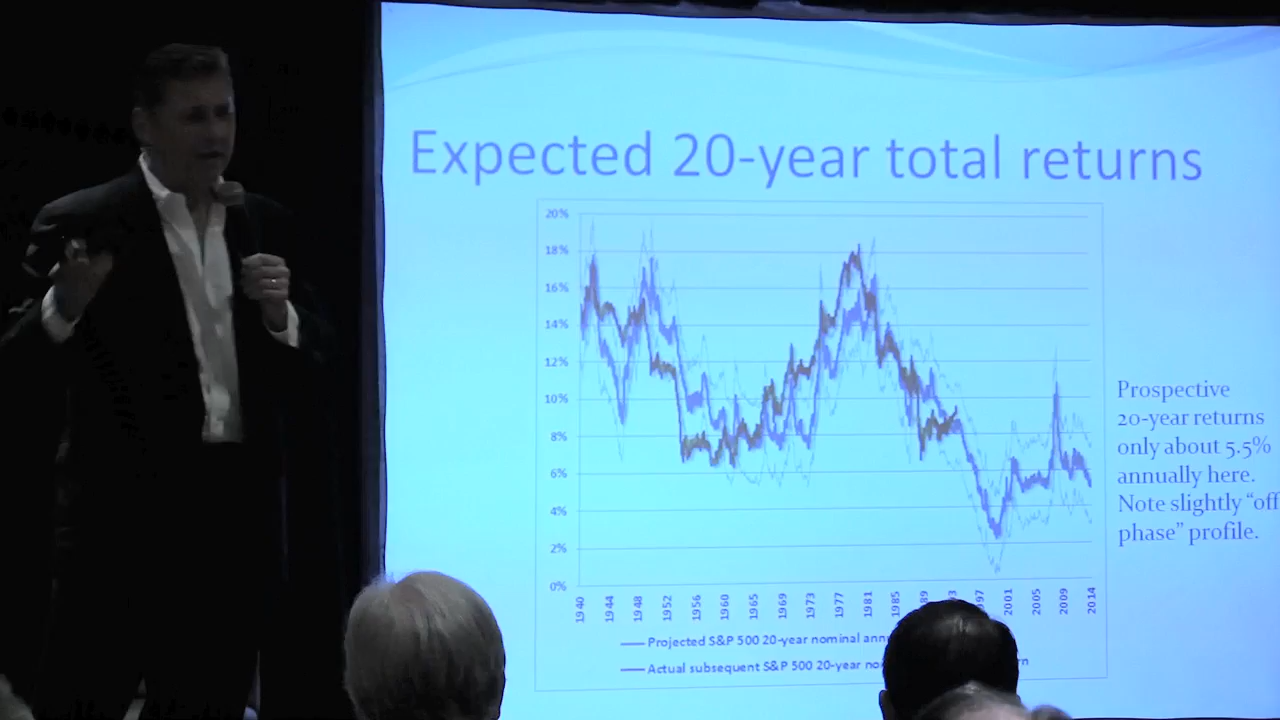 Expected 20-year total returns
20%
18%
16%
14%
12%
10%
8%
6%
4%
2%
0%
1940 1944 1948 1952 1956 1960 1965 1969 1973 1977 1981 1985 89 93 97 2001 2005 2009 2014
Projected S&P 500 20-year nominal
Actual subsequent S&P 500 20-year
Prospective
20-year returns
only about 5.5%
annually here.
Note slightly “off
phase” profile.